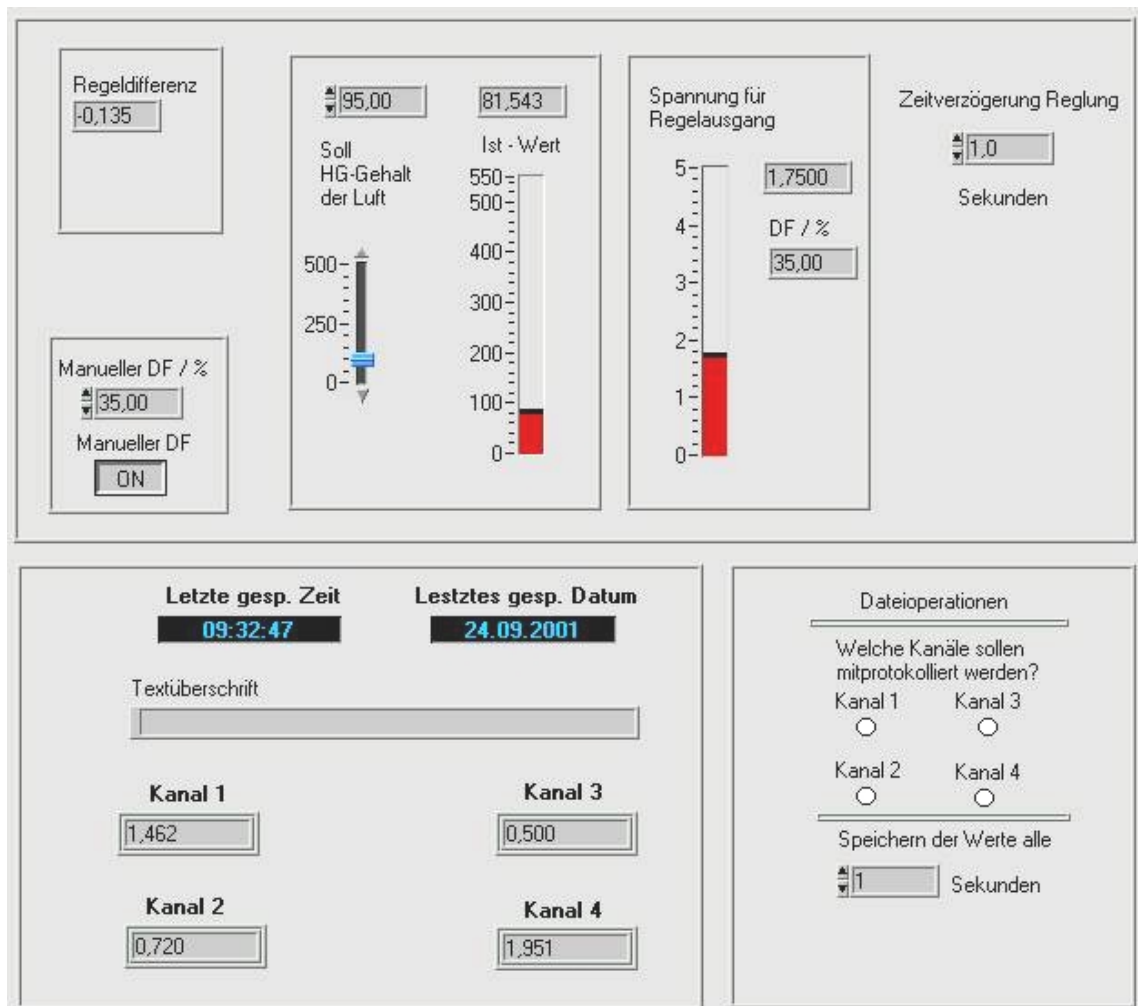 Regeldifferenz
-0,135
Manueller DF / %
35,00
Manueller DF
ON
95,00
Soll
HG-Gehalt
der Luft
500
250
0
81,543
Ist - Wert
550
500
400
300
200
100
0
Spannung für
Regelausgang
5
4
3
2
1
0
1,7500
DF / %
35,00
Zeitverzögerung Reglung
1,0
Sekunden
Letzte gesp. Zeit
09:32:47
Lestztes gesp. Datum
24.09.2001
Textüberschrift
Kanal 1
1,462
Kanal 3
0,500
Kanal 2
0,720
Kanal 4
1,951
Dateioperationen
Welche Kanäle sollen
mitprotokolliert werden?
Kanal 1 Kanal 3
Kanal 2 Kanal 4
Speichern der Werte alle
1 Sekunden